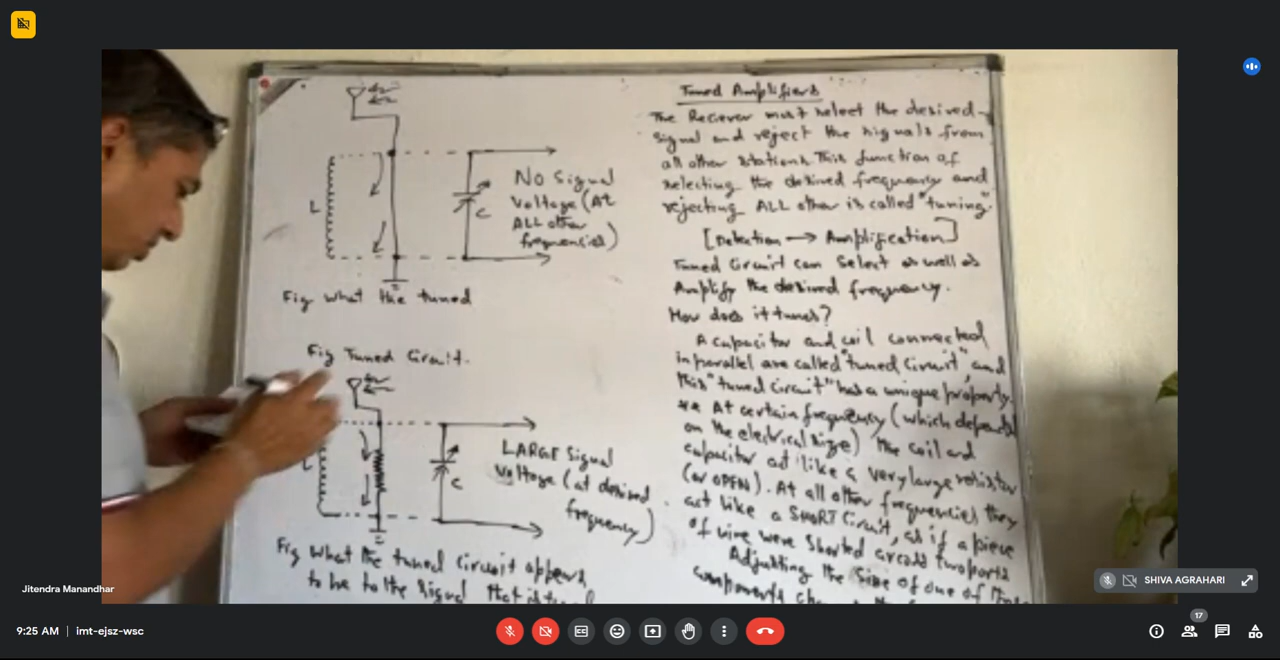 Tuned Amplifiers
The Reciever must select the desired
signal and reject the signals from
all other stations. This function of
selecting the desired frequency and
rejecting ALL other is called "tuning"
[Detection → Amplification]
Tuned Circuit can Select as well as
Amplify the desired frequency.
How does it tunes?
A capacitor and coil connected
in parallel are called "tuned Circuit", and
this "tuned circuit" has a unique property.
At certain frequency (which depends
on the electrical size) the coil and
capacitor act like a very large resistor
(or OPEN). At all other frequencies they
act like a SHORT Circuit, as if a piece
of wire were shorted across two ports
Adjusting the Size of one of
components
L
C
NO Signal
Voltage (At
ALL other
frequencies)
Fig What the tuned
Fig Tuned Circuit.
L
C
LARGE Signal
Voltage (at desired
frequency)
Fig What the tuned circuit appears
to be to the signal that is
Jitendra Manandhar
SHIVA AGRAHARI
9:25 AM | imt-ejsz-wsc
CC
17